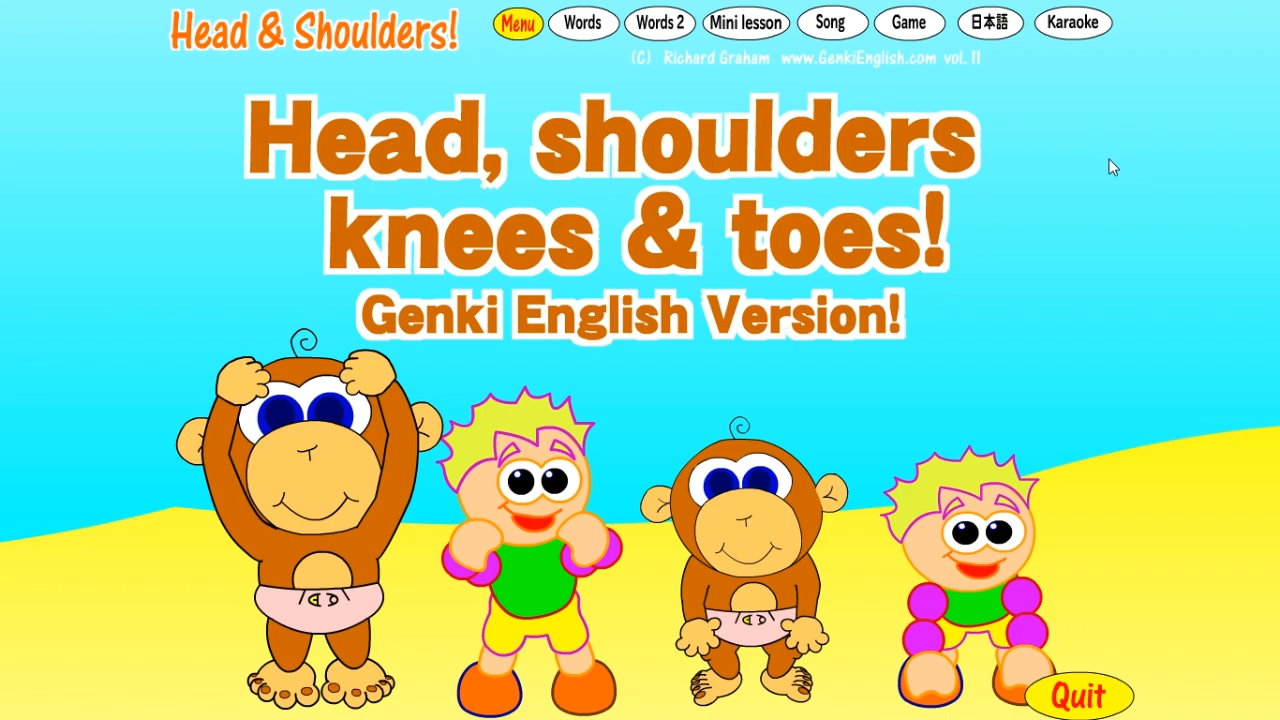 Head & Shoulders!
Menu Words Words 2 Mini lesson Song Game 日本語 Karaoke
(C) Richard Graham www.GenkiEnglish.com vol. 11
Head, shoulders
knees & toes!
Genki English Version!
Quit